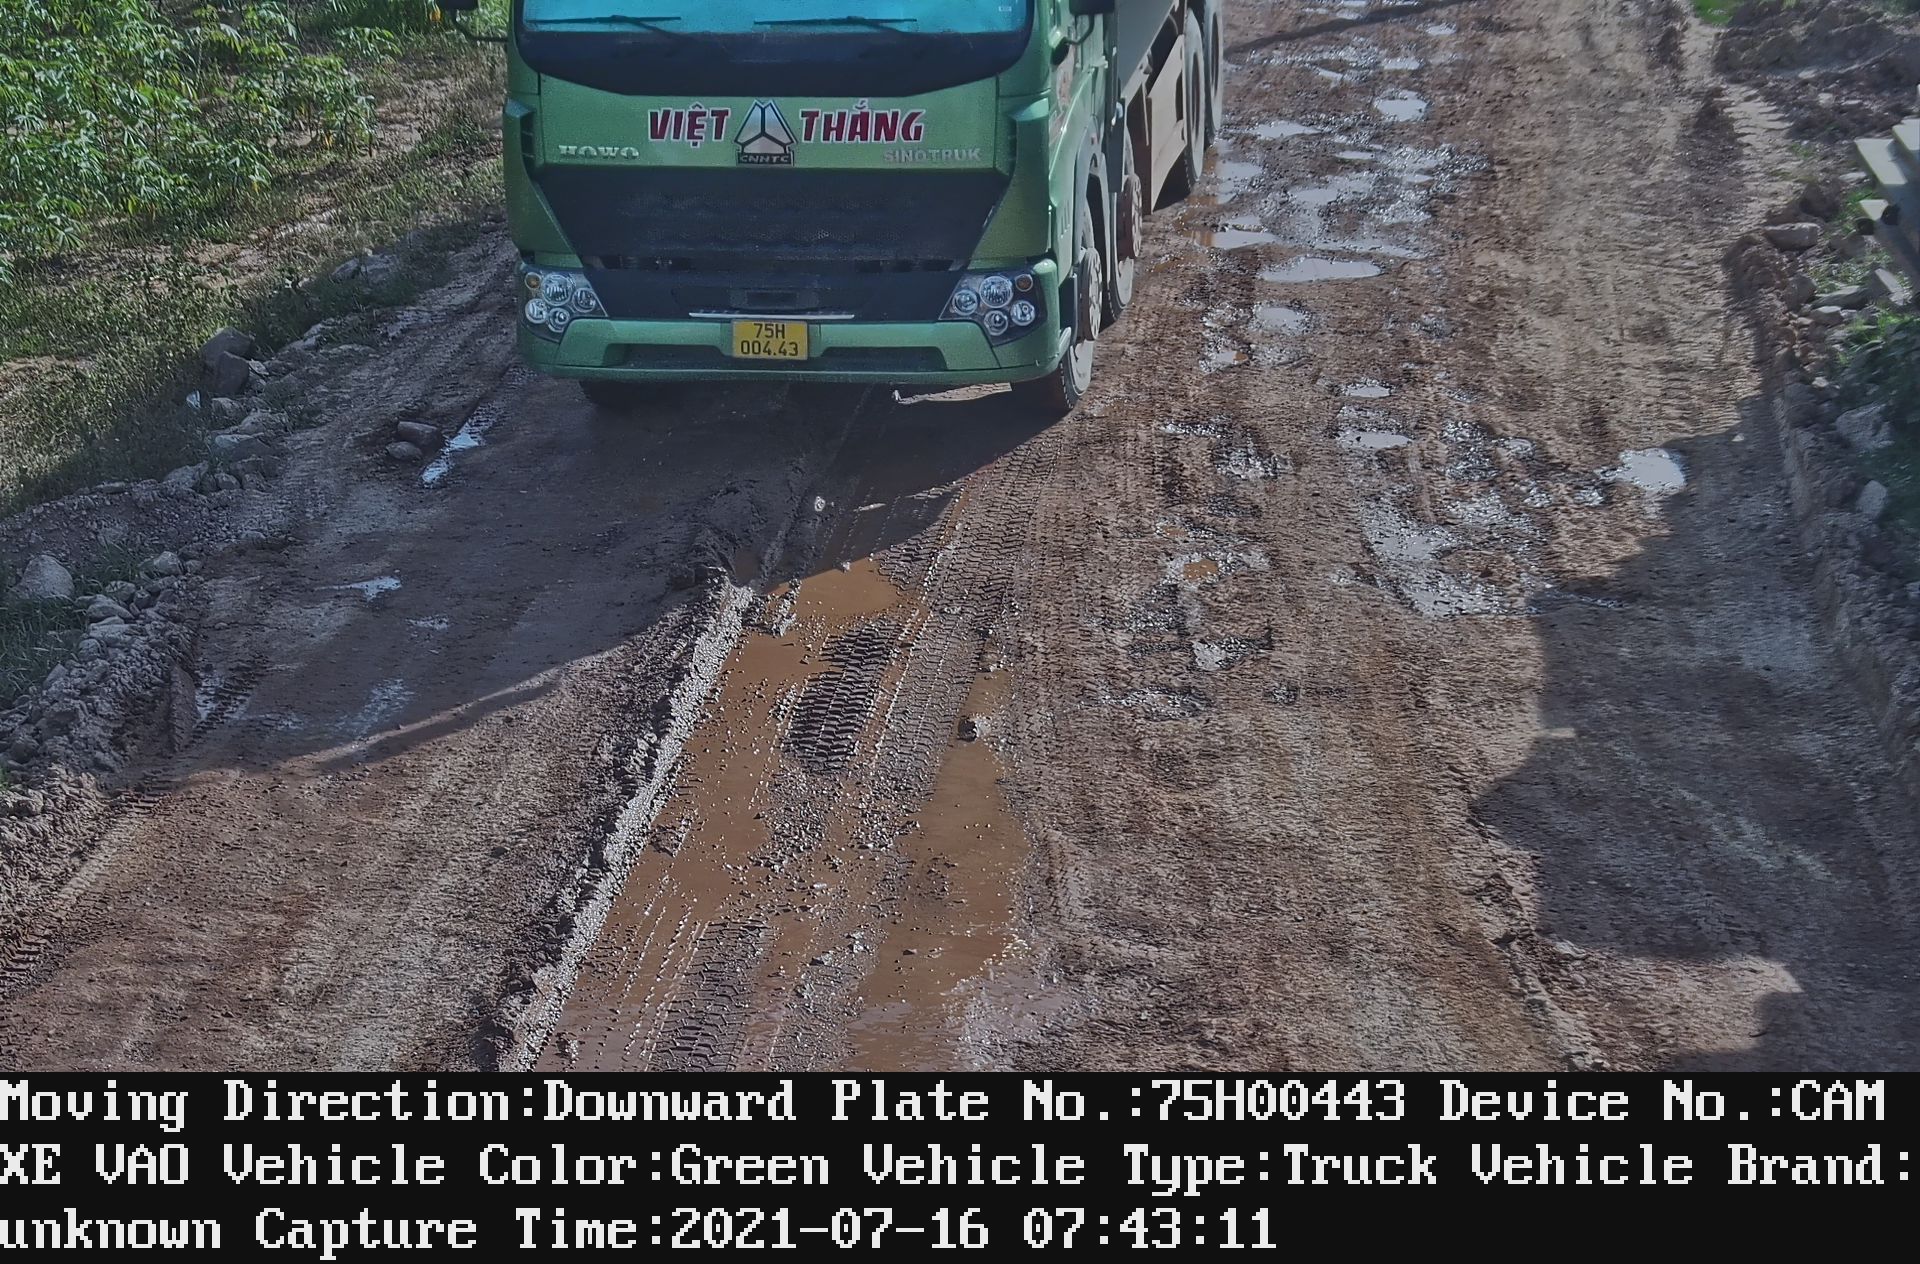 VIỆT THẮNG
CNHTC
HOWO SINOTRUK
75H
004.43
Moving Direction:Downward Plate No.:75H00443 Device No.:CAM
XE VAO Vehicle Color:Green Vehicle Type:Truck Vehicle Brand:
unknown Capture Time:2021-07-16 07:43:11